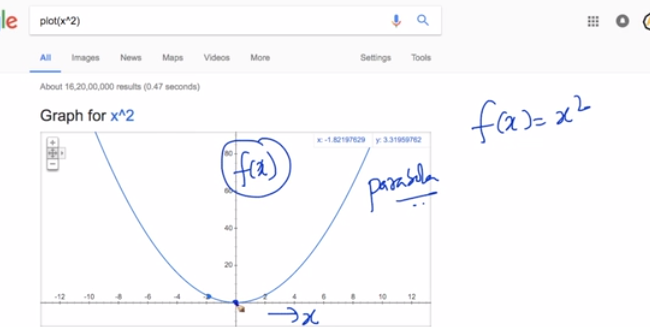 le
plot(x^2)
All Images News Maps Videos More Settings Tools
About 16,20,00,000 results (0.47 seconds)
Graph for x^2
f(x)=x²
x: -1.82197629 y: 3.31959762
80
f(x)
60
parabola
40
20
-12 -10 -8 -6 -4 -2 2 4 6 8 10 12
→x